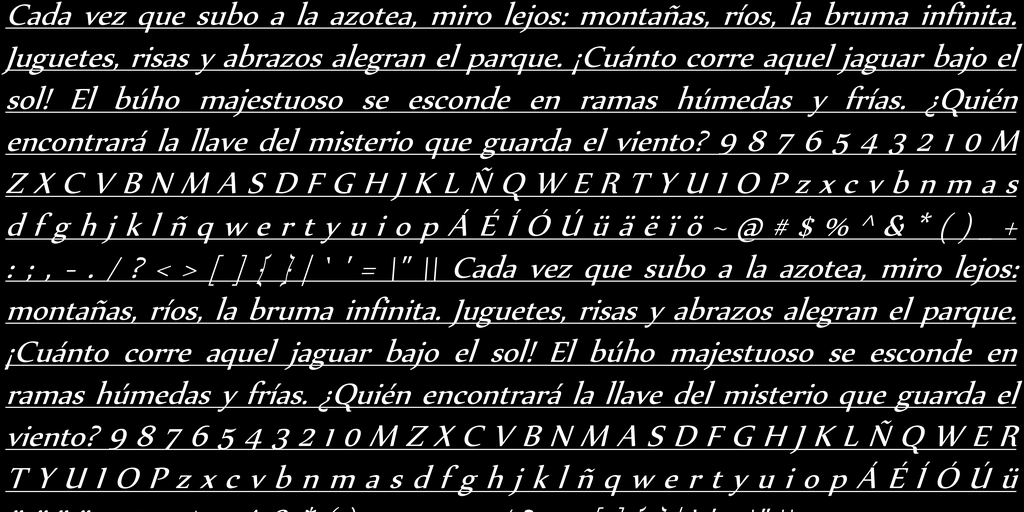 Cada vez que subo a la azotea, miro lejos: montañas, ríos, la bruma infinita.
Juguetes, risas y abrazos alegran el parque. ¡Cuánto corre aquel jaguar bajo el
sol! El búho majestuoso se esconde en ramas húmedas y frías. ¿Quién
encontrará la llave del misterio que guarda el viento? 9 8 7 6 5 4 3 2 1 0 M
Z X C V B N M A S D F G H J K L Ñ Q W E R T Y U I O P z x c v b n m a s
d f g h j k l ñ q w e r t y u i o p Á É Í Ó Ú ü ä ë ï ö ~ @ # $ % ^ & * ( ) _ +
: ; , - . / ? < > [ ] { } | ` ' = \" || Cada vez que subo a la azotea, miro lejos:
montañas, ríos, la bruma infinita. Juguetes, risas y abrazos alegran el parque.
¡Cuánto corre aquel jaguar bajo el sol! El búho majestuoso se esconde en
ramas húmedas y frías. ¿Quién encontrará la llave del misterio que guarda el
viento? 9 8 7 6 5 4 3 2 1 0 M Z X C V B N M A S D F G H J K L Ñ Q W E R
T Y U I O P z x c v b n m a s d f g h j k l ñ q w e r t y u i o p Á É Í Ó Ú ü